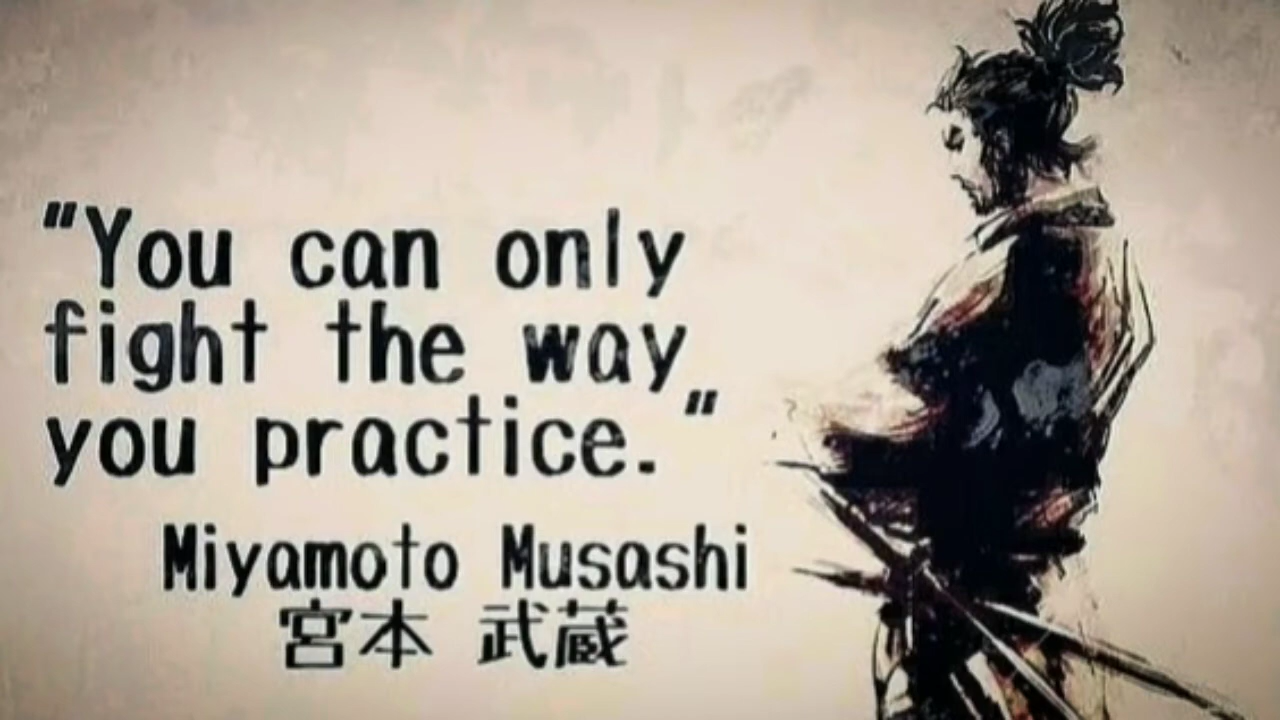 "You can only
fight the way
you practice."
Miyamoto Musashi
宮本 武蔵